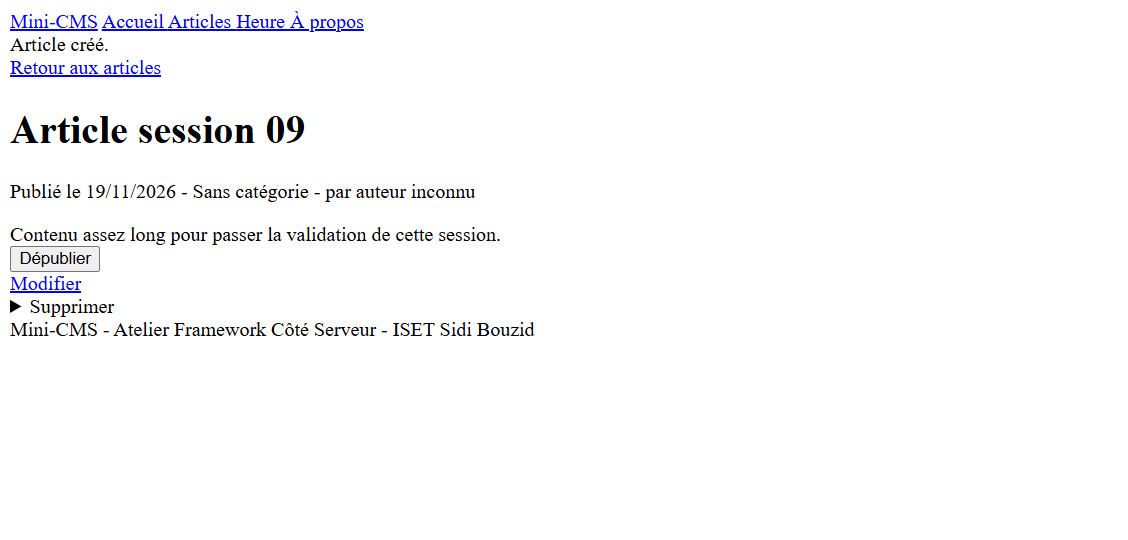 Mini-CMS Accueil Articles Heure À propos
Article créé.
Retour aux articles
Article session 09
Publié le 19/11/2026 - Sans catégorie - par auteur inconnu
Contenu assez long pour passer la validation de cette session.
Dépublier
Modifier
Supprimer
Mini-CMS - Atelier Framework Côté Serveur - ISET Sidi Bouzid